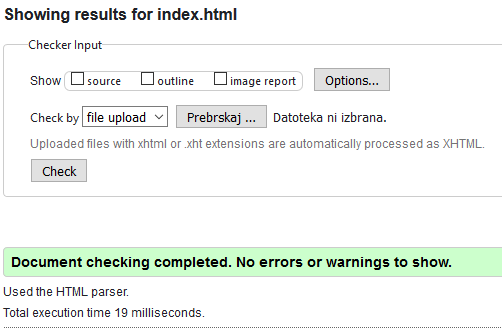 Showing results for index.html
Checker Input
Show source outline image report Options...
Check by file upload Prebrskaj ... Datoteka ni izbrana.
Uploaded files with xhtml or .xht extensions are automatically processed as XHTML.
Check
Document checking completed. No errors or warnings to show.
Used the HTML parser.
Total execution time 19 milliseconds.